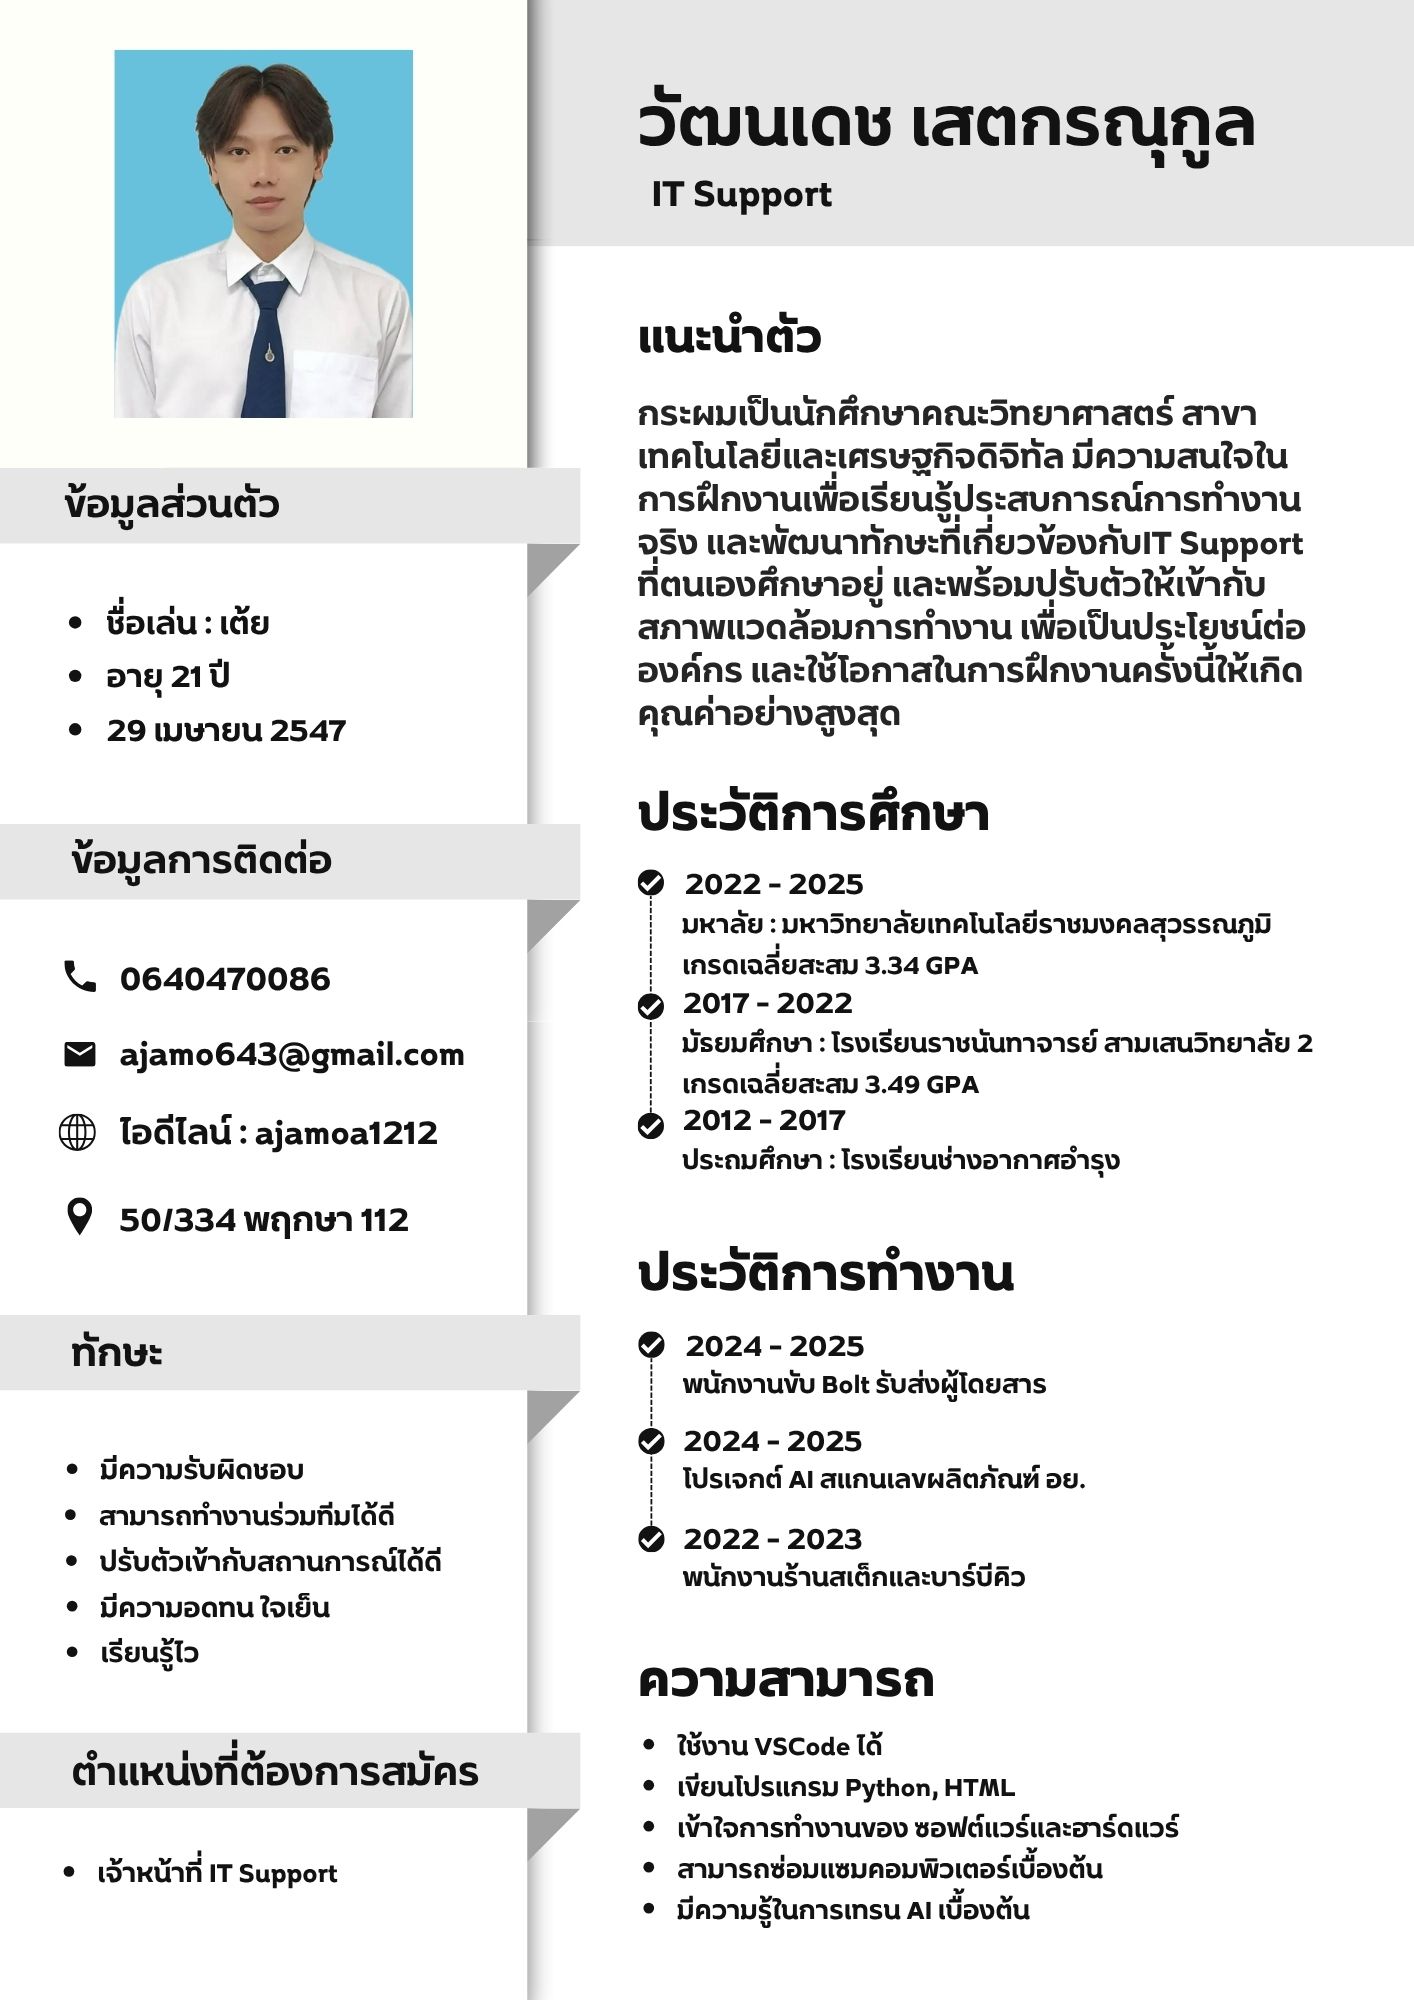 วัฒนเดช เสตกรณุกูล
IT Support
ข้อมูลส่วนตัว
ชื่อเล่น : เต้ย
อายุ 21 ปี
29 เมษายน 2547
ข้อมูลการติดต่อ
0640470086
ajamo643@gmail.com
ไอดีไลน์ : ajamoa1212
50/334 พฤกษา 112
ทักษะ
มีความรับผิดชอบ
สามารถทำงานร่วมทีมได้ดี
ปรับตัวเข้ากับสถานการณ์ได้ดี
มีความอดทน ใจเย็น
เรียนรู้ไว
ตำแหน่งที่ต้องการสมัคร
เจ้าหน้าที่ IT Support
แนะนำตัว
กระผมเป็นนักศึกษาคณะวิทยาศาสตร์ สาขา
เทคโนโลยีและเศรษฐกิจดิจิทัล มีความสนใจใน
การฝึกงานเพื่อเรียนรู้ประสบการณ์การทำงาน
จริง และพัฒนาทักษะที่เกี่ยวข้องกับIT Support
ที่ตนเองศึกษาอยู่ และพร้อมปรับตัวให้เข้ากับ
สภาพแวดล้อมการทำงาน เพื่อเป็นประโยชน์ต่อ
องค์กร และใช้โอกาสในการฝึกงานครั้งนี้ให้เกิด
คุณค่าอย่างสูงสุด
ประวัติการศึกษา
2022 - 2025
มหาลัย : มหาวิทยาลัยเทคโนโลยีราชมงคลสุวรรณภูมิ
เกรดเฉลี่ยสะสม 3.34 GPA
2017 - 2022
มัธยมศึกษา : โรงเรียนราชนันทาจารย์ สามเสนวิทยาลัย 2
เกรดเฉลี่ยสะสม 3.49 GPA
2012 - 2017
ประถมศึกษา : โรงเรียนช่างอากาศอำรุง
ประวัติการทำงาน
2024 - 2025
พนักงานขับ Bolt รับส่งผู้โดยสาร
2024 - 2025
โปรเจกต์ AI สแกนเลขผลิตภัณฑ์ อย.
2022 - 2023
พนักงานร้านสเต็กและบาร์บีคิว
ความสามารถ
ใช้งาน VSCode ได้
เขียนโปรแกรม Python, HTML
เข้าใจการทำงานของ ซอฟต์แวร์และฮาร์ดแวร์
สามารถซ่อมแซมคอมพิวเตอร์เบื้องต้น
มีความรู้ในการเทรน AI เบื้องต้น